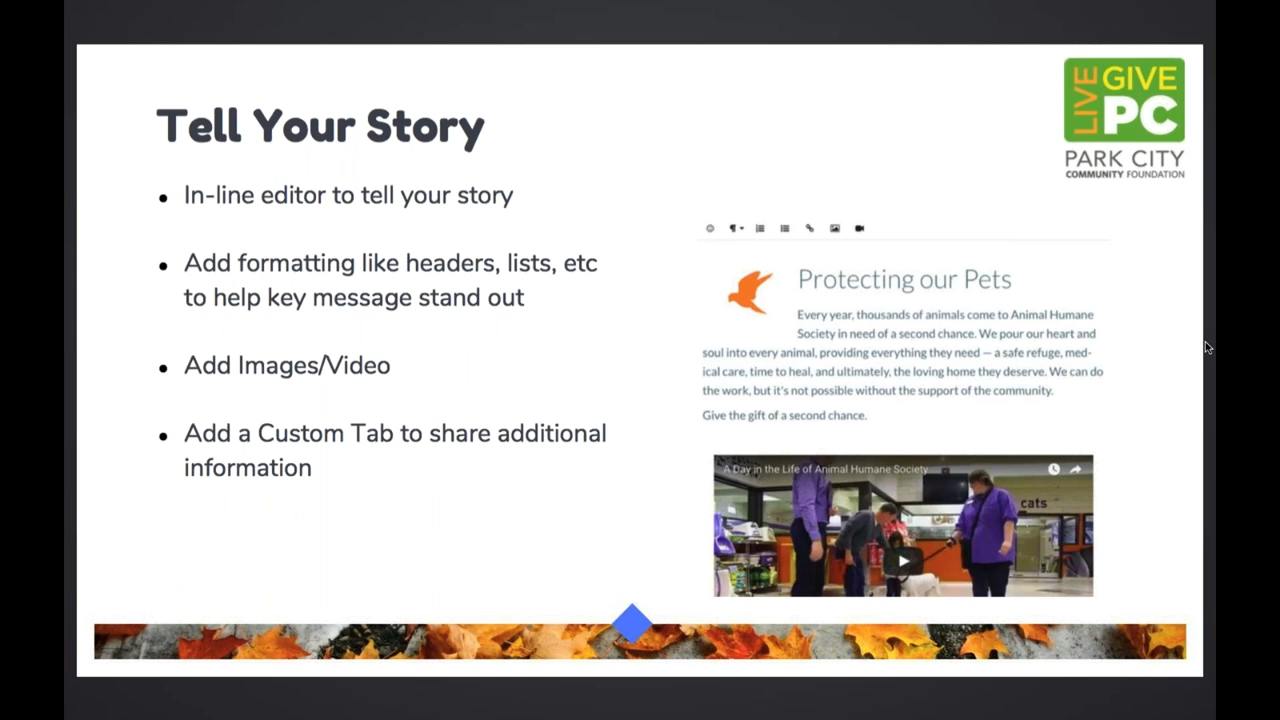 Tell Your Story
• In-line editor to tell your story
• Add formatting like headers, lists, etc
to help key message stand out
• Add Images/Video
• Add a Custom Tab to share additional
information
LIVE
GIVE
PC
PARK CITY
COMMUNITY FOUNDATION
Protecting our Pets
Every year, thousands of animals come to Animal Humane
Society in need of a second chance. We pour our heart and
soul into every animal, providing everything they need — a safe refuge, med-
ical care, time to heal, and ultimately, the loving home they deserve. We can do
the work, but it's not possible without the support of the community.
Give the gift of a second chance.
A Day in the Life of Animal Humane Society
cats